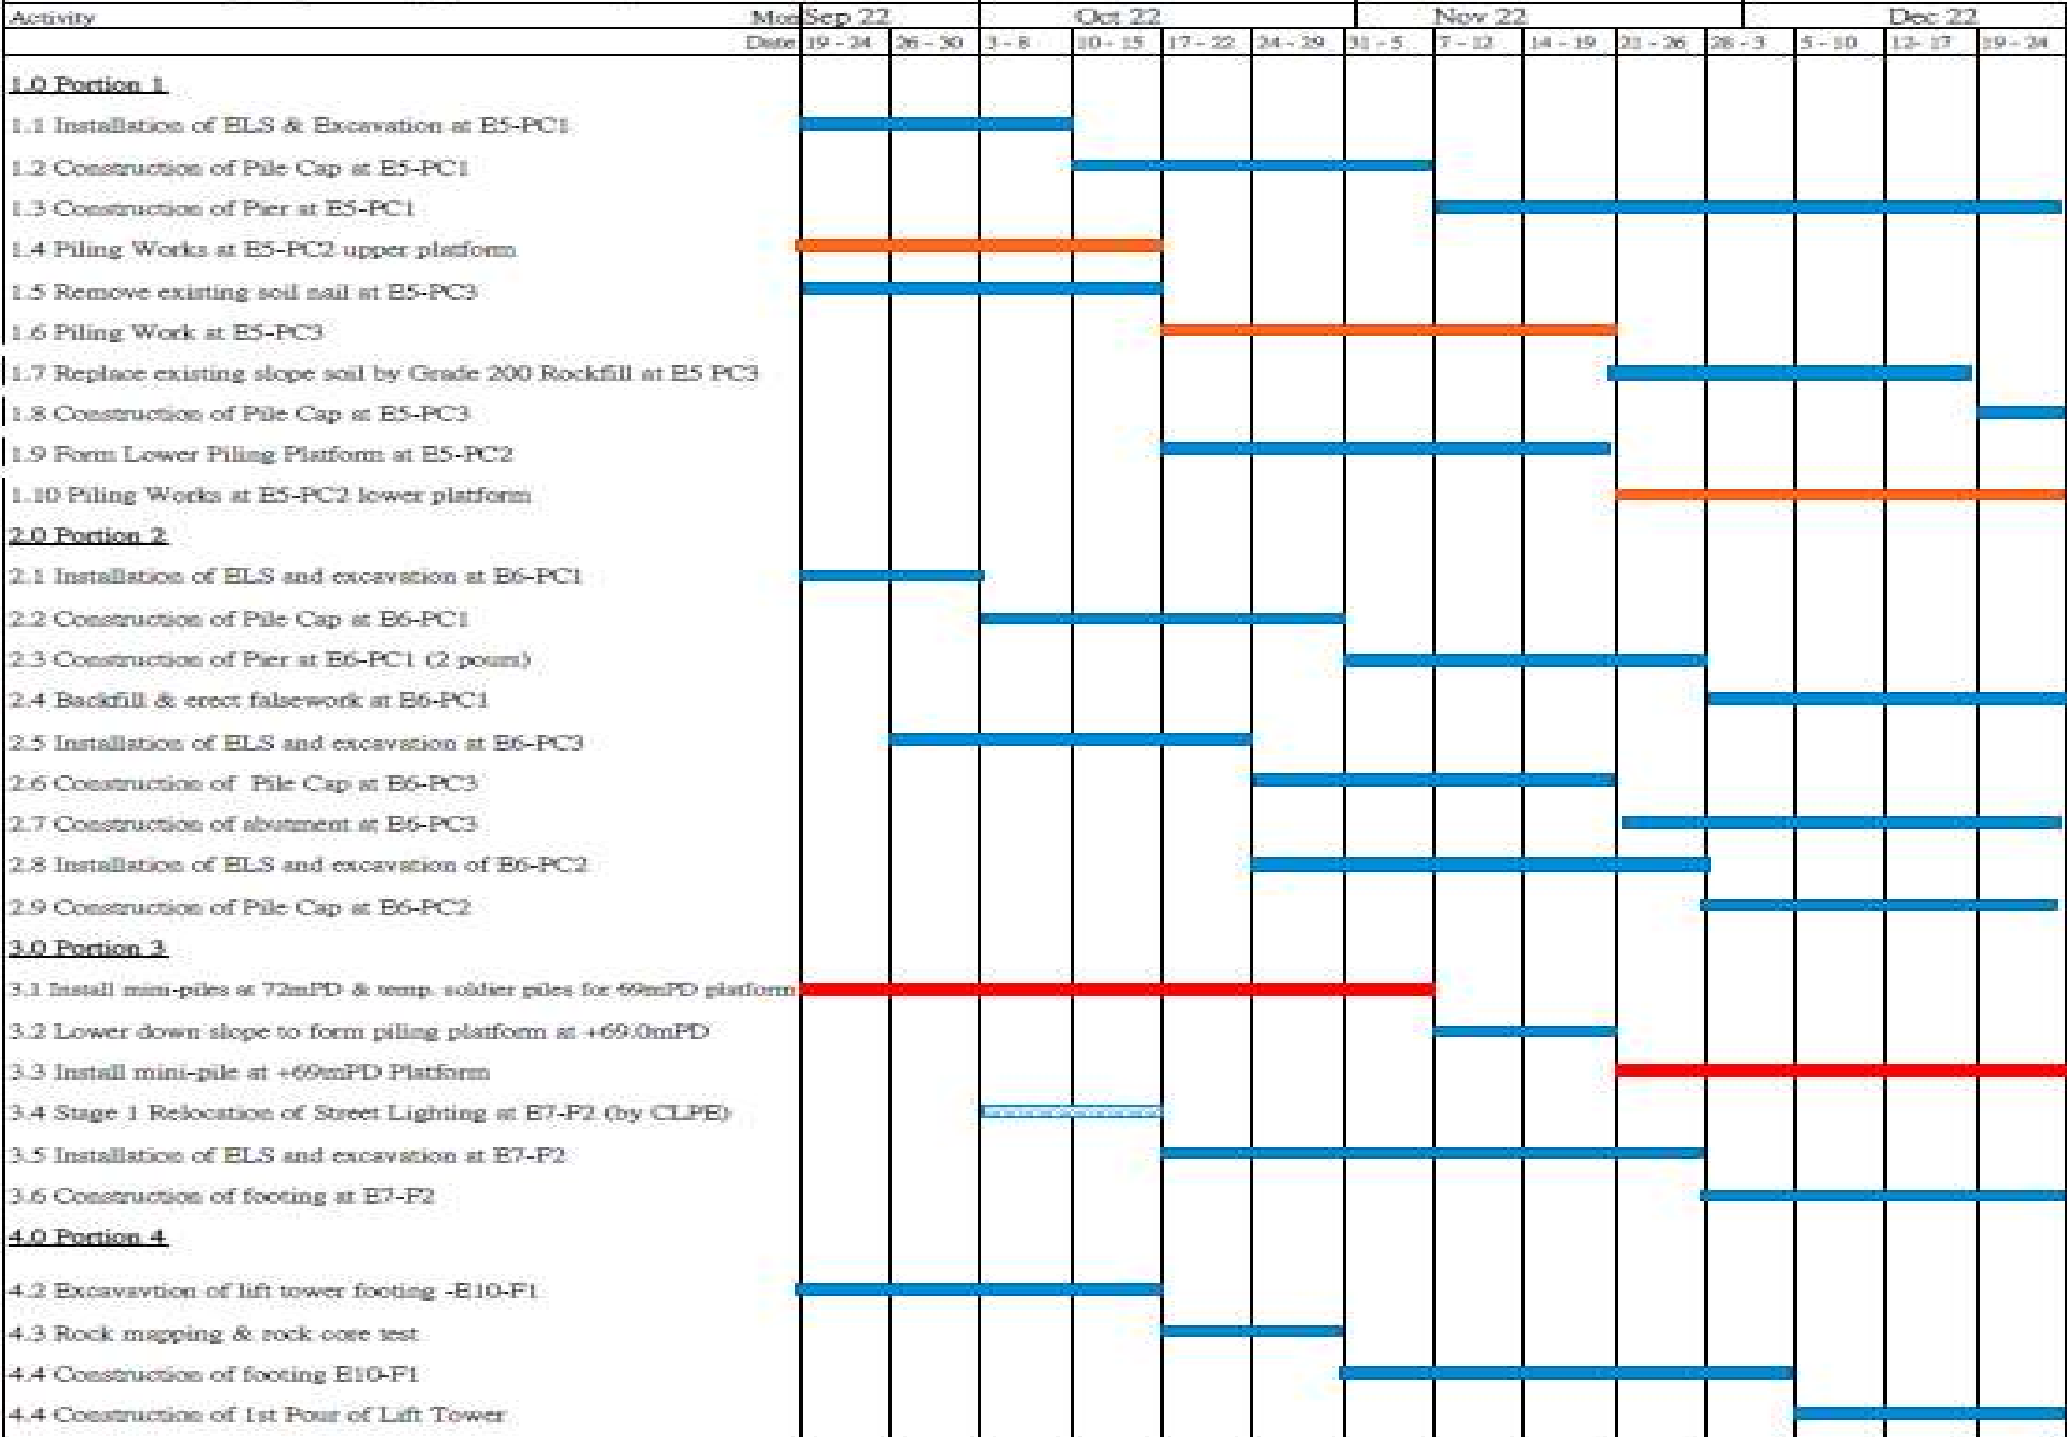 Activity Mon Sep 22 Oct 22 Nov 22 Dec 22
Date 19 - 24 26 - 30 3 - 8 10 - 15 17 - 22 24 - 29 31 - 5 7 - 12 14 - 19 21 - 26 28 - 3 5 - 10 12- 17 19 - 24
1.0 Portion 1
1.1 Installation of ELS & Excavation at E5-PC1
1.2 Construction of Pile Cap at E5-PC1
1.3 Construction of Pier at E5-PC1
1.4 Piling Works at E5-PC2 upper platform
1.5 Remove existing soil nail at E5-PC3
1.6 Piling Work at E5-PC3
1.7 Replace existing slope soil by Grade 200 Rockfill at E5 PC3
1.8 Construction of Pile Cap at E5-PC3
1.9 Form Lower Piling Platform at E5-PC2
1.10 Piling Works at E5-PC2 lower platform
2.0 Portion 2
2.1 Installation of ELS and excavation at E6-PC1
2.2 Construction of Pile Cap at E6-PC1
2.3 Construction of Pier at E6-PC1 (2 pours)
2.4 Backfill & erect falsework at E6-PC1
2.5 Installation of ELS and excavation at E6-PC3
2.6 Construction of Pile Cap at E6-PC3
2.7 Construction of abutment at E6-PC3
2.8 Installation of ELS and excavation of E6-PC2
2.9 Construction of Pile Cap at E6-PC2
3.0 Portion 3
3.1 Install mini-piles at 72mPD & temp. soldier piles for 69mPD platform
3.2 Lower down slope to form piling platform at +69.0mPD
3.3 Install mini-pile at +69mPD Platform
3.4 Stage 1 Relocation of Street Lighting at E7-F2 (by CLPE)
3.5 Installation of ELS and excavation at E7-F2
3.6 Construction of footing at E7-F2
4.0 Portion 4
4.2 Excavavtion of lift tower footing -E10-F1
4.3 Rock mapping & rock core test
4.4 Construction of footing E10-F1
4.4 Construction of 1st Pour of Lift Tower